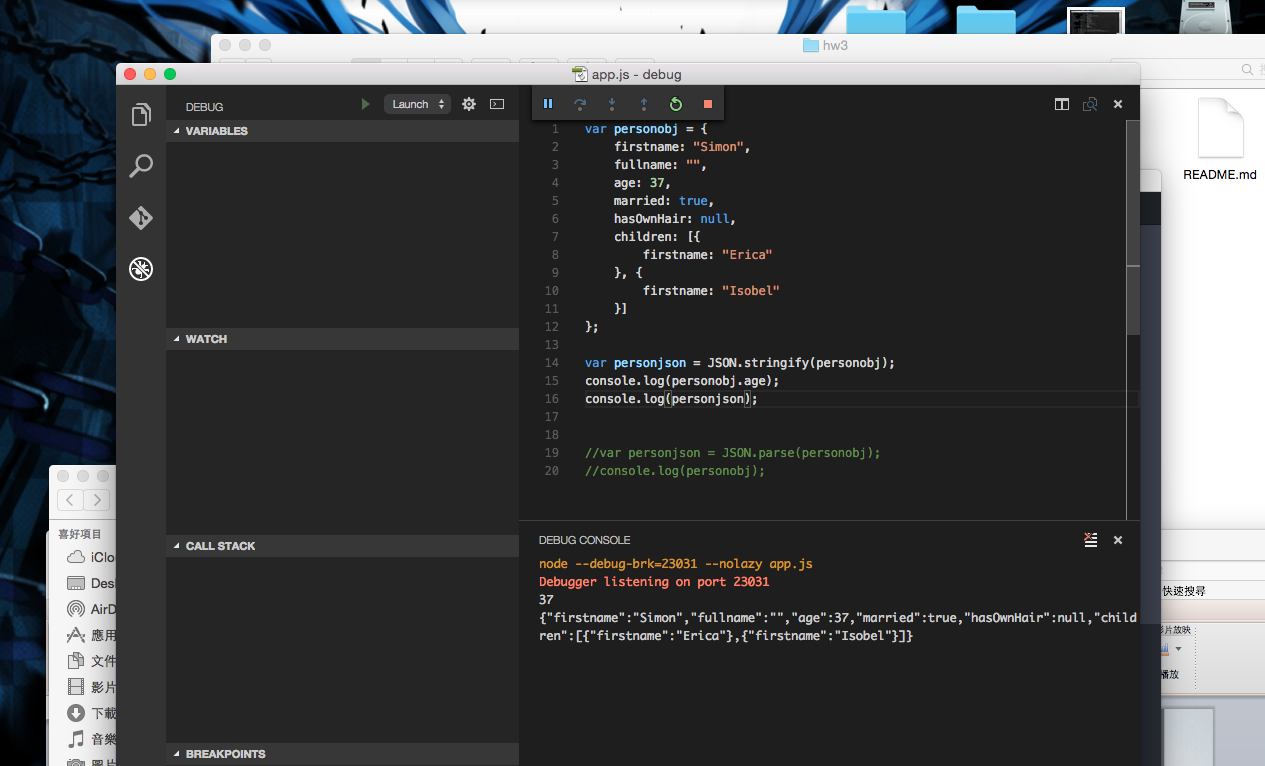 hw3
app.js - debug
DEBUG
Launch
VARIABLES
WATCH
CALL STACK
BREAKPOINTS
1 var personobj = {
2 firstname: "Simon",
3 fullname: "",
4 age: 37,
5 married: true,
6 hasOwnHair: null,
7 children: [{
8 firstname: "Erica"
9 }, {
10 firstname: "Isobel"
11 }]
12 };
13
14 var personjson = JSON.stringify(personobj);
15 console.log(personobj.age);
16 console.log(personjson);
17
18
19 //var personjson = JSON.parse(personobj);
20 //console.log(personobj);
DEBUG CONSOLE
node --debug-brk=23031 --nolazy app.js
Debugger listening on port 23031
37
{"firstname":"Simon","fullname":"","age":37,"married":true,"hasOwnHair":null,"child
ren":[{"firstname":"Erica"},{"firstname":"Isobel"}]}
README.md
喜好項目
iClou
Desk
AirD
應用
文件
影片
下載
音樂
圖片
快速搜尋
影片放映
播放